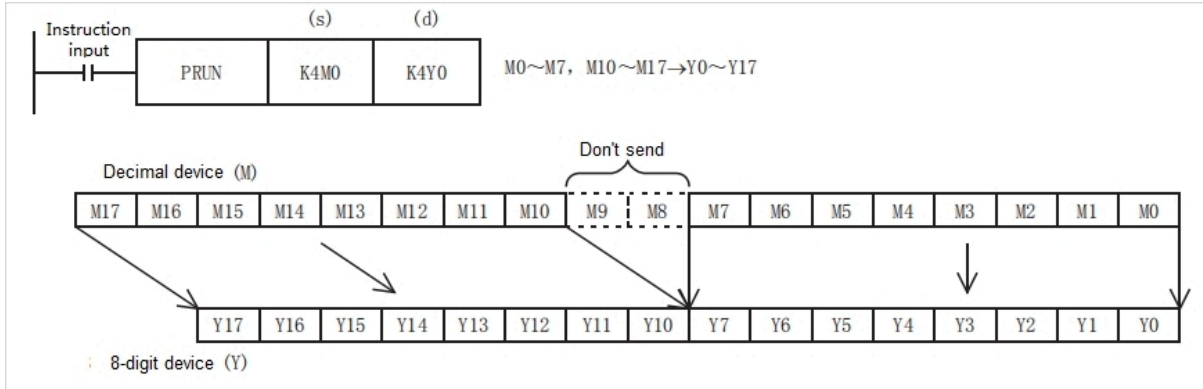 (s) (d)
Instruction
input
PRUN K4M0 K4Y0 M0～M7, M10～M17→Y0～Y17
Don't send
Decimal device (M)
M17 M16 M15 M14 M13 M12 M11 M10 M9 M8 M7 M6 M5 M4 M3 M2 M1 M0
Y17 Y16 Y15 Y14 Y13 Y12 Y11 Y10 Y7 Y6 Y5 Y4 Y3 Y2 Y1 Y0
8-digit device (Y)